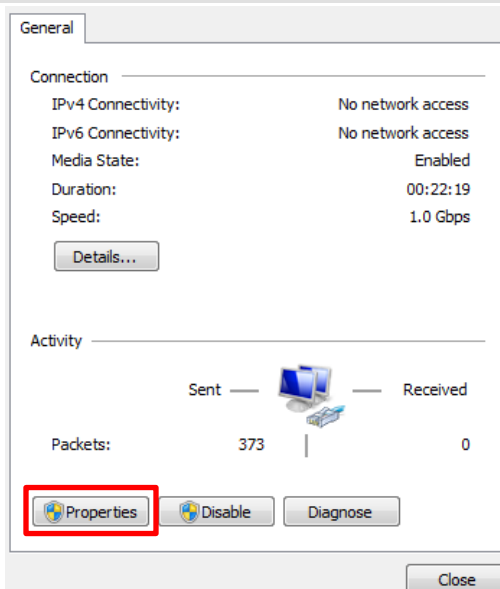 General
Connection
IPv4 Connectivity: No network access
IPv6 Connectivity: No network access
Media State: Enabled
Duration: 00:22:19
Speed: 1.0 Gbps
Details...
Activity
Sent Received
Packets: 373 0
Properties Disable Diagnose
Close